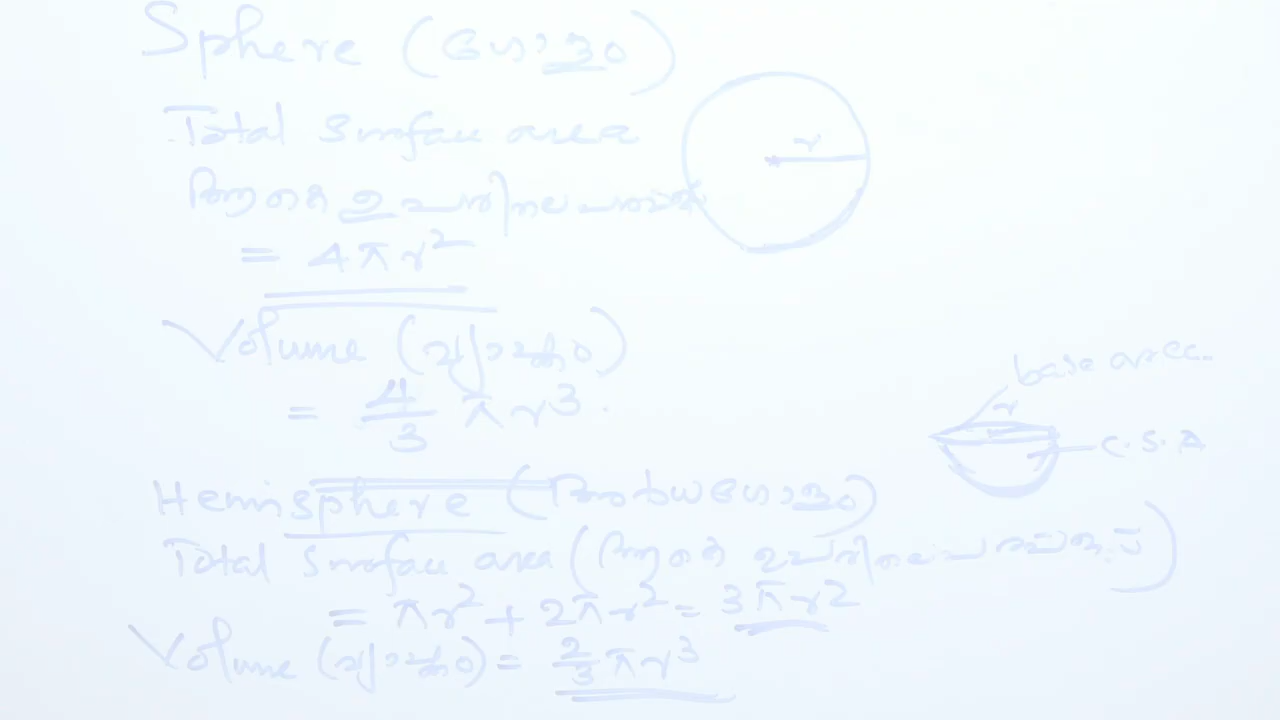 Sphere (ഗോളം)
r
Total surface area
ആകെ ഉപരിതല പരപ്പളവ്
= 4πr²
Volume (വ്യാപ്തം)
= 4/3 πr³
base area
r
C.S.A
Hemisphere (അർധഗോളം)
Total surface area (ആകെ ഉപരിതല പരപ്പളവ്)
= πr² + 2πr² = 3πr²
Volume (വ്യാപ്തം) = 2/3 πr³